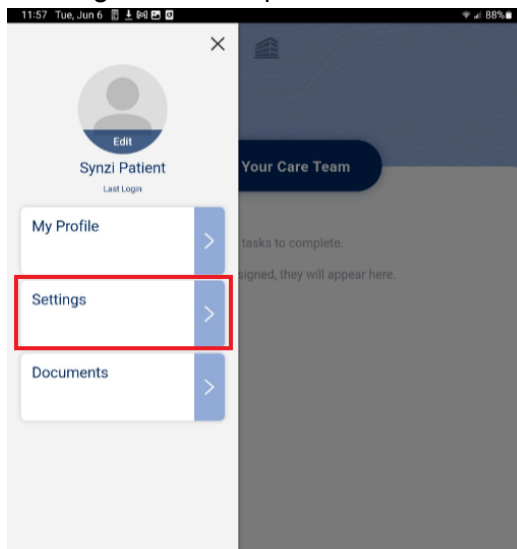 11:57 Tue, Jun 6 88%
Edit
Synzi Patient
Last Login
Your Care Team
My Profile
tasks to complete.
signed, they will appear here.
Settings
Documents